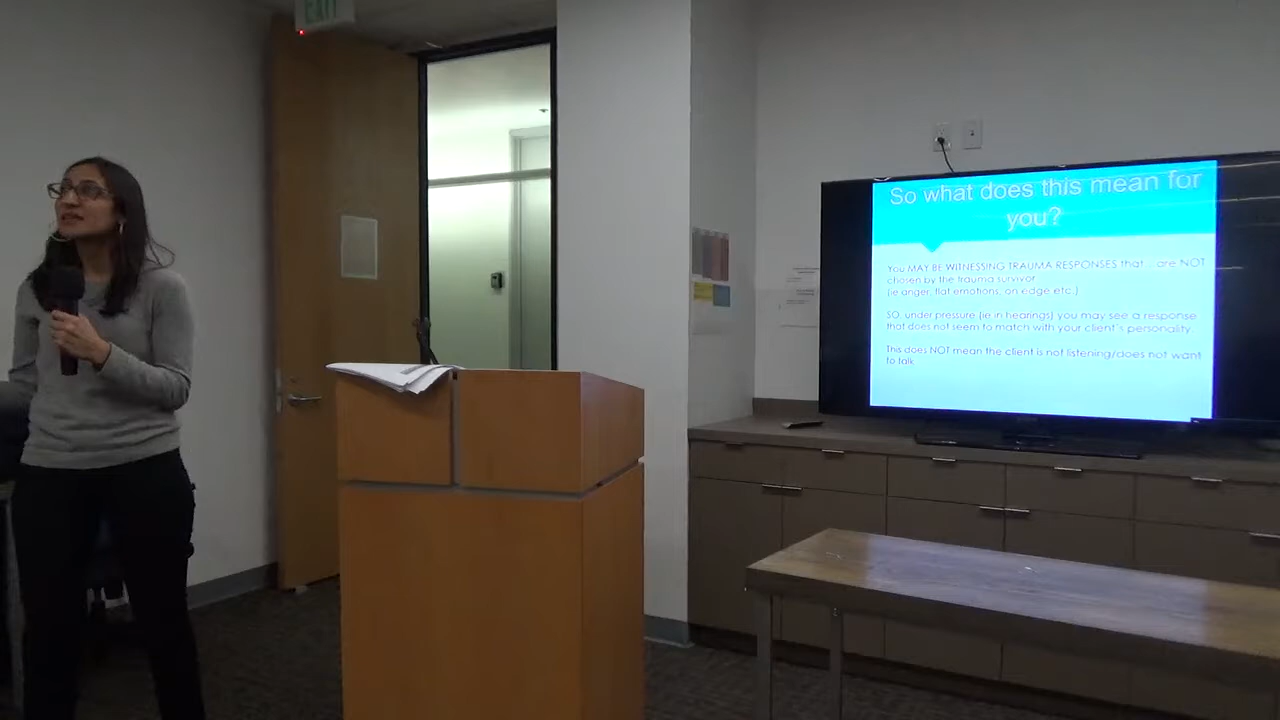 EXIT
So what does this mean for
you?
You MAY BE WITNESSING TRAUMA RESPONSES that... are NOT
chosen by the trauma survivor
(ie anger, flat emotions, on edge etc.)
SO, under pressure (ie in hearings) you may see a response
that does not seem to match with your client's personality.
This does NOT mean the client is not listening/does not want
to talk